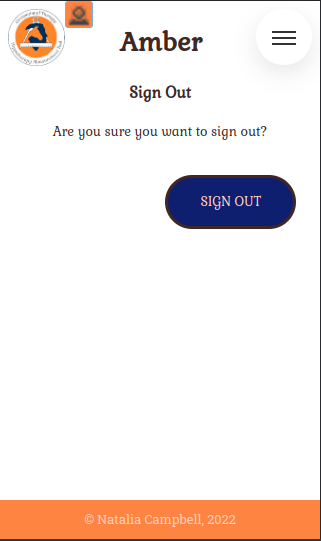 Amber
Sign Out
Are you sure you want to sign out?
SIGN OUT
© Natalia Campbell, 2022